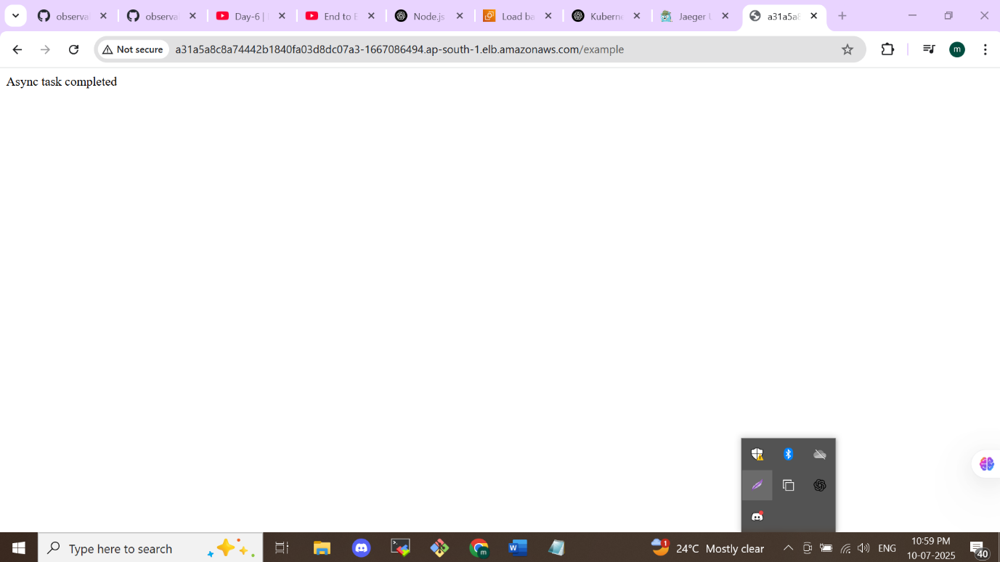 observa
observa
Day-6 |
End to E
Node.js
Load ba
Kuberne
Jaeger U
a31a5a8
Not secure
a31a5a8c8a74442b1840fa03d8dc07a3-1667086494.ap-south-1.elb.amazonaws.com/example
m
Async task completed
Type here to search
m
1
24°C Mostly clear
ENG
10:59 PM
10-07-2025
40